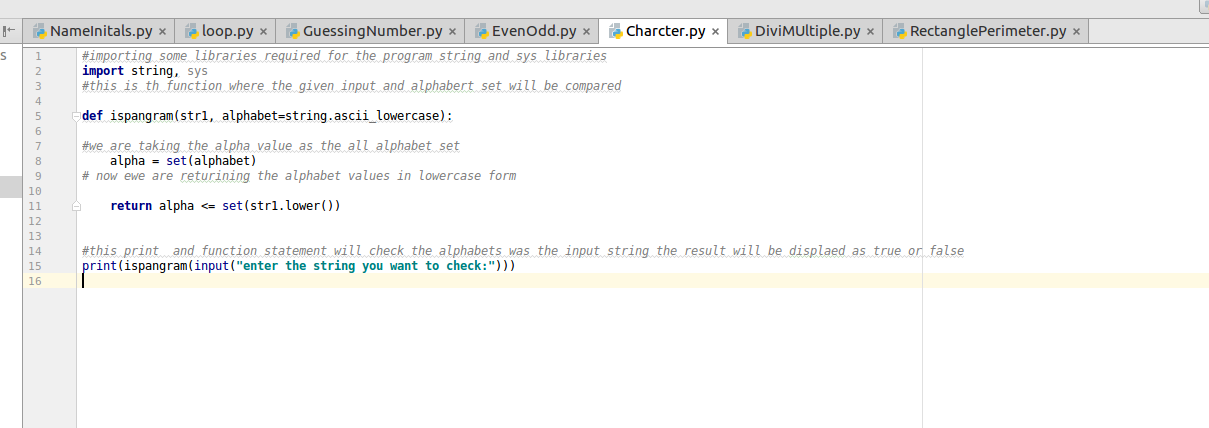 NameInitals.py × loop.py × GuessingNumber.py × EvenOdd.py × Charcter.py × DiviMUltiple.py × RectanglePerimeter.py ×
s
1 #importing some libraries required for the program string and sys libraries
2 import string, sys
3 #this is th function where the given input and alphabert set will be compared
4
5 def ispangram(str1, alphabet=string.ascii_lowercase):
6
7 #we are taking the alpha value as the all alphabet set
8     alpha = set(alphabet)
9 # now ewe are returining the alphabet values in lowercase form
10
11     return alpha <= set(str1.lower())
12
13
14 #this print  and function statement will check the alphabets was the input string the result will be displaed as true or false
15 print(ispangram(input("enter the string you want to check:")))
16